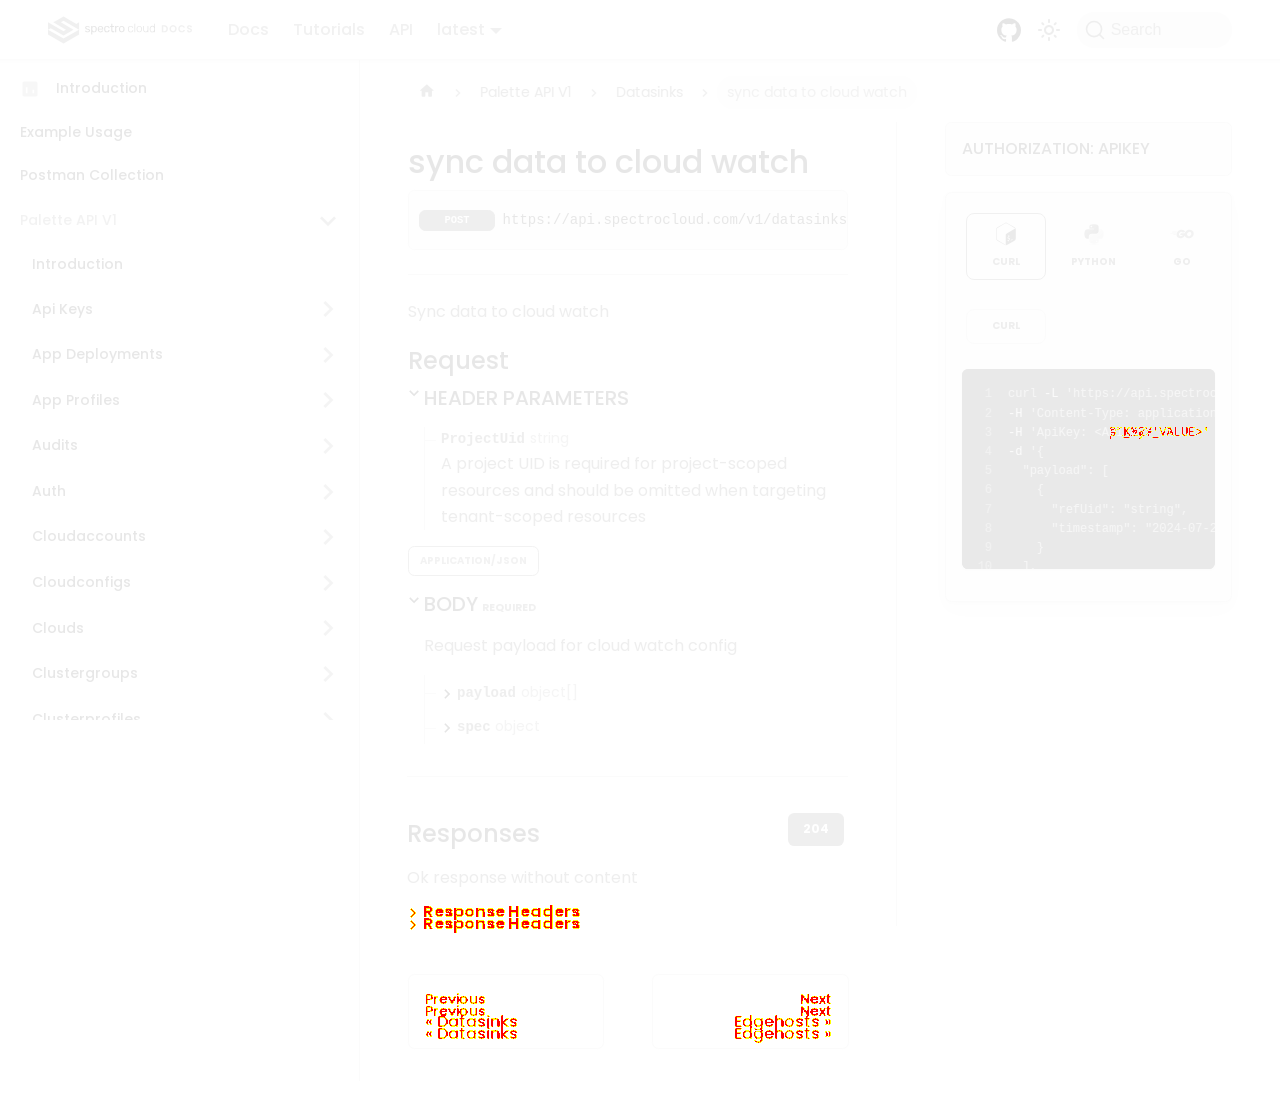 spectro cloud DOCS Docs Tutorials API latest Search
Introduction
Example Usage
Postman Collection
Palette API V1
Introduction
Api Keys
App Deployments
App Profiles
Audits
Auth
Cloudaccounts
Cloudconfigs
Clouds
Clustergroups
Clusterprofiles
Palette API V1 Datasinks sync data to cloud watch
sync data to cloud watch
POST https://api.spectrocloud.com/v1/datasinks
Sync data to cloud watch
Request
HEADER PARAMETERS
ProjectUid string
A project UID is required for project-scoped
resources and should be omitted when targeting
tenant-scoped resources
APPLICATION/JSON
BODY REQUIRED
Request payload for cloud watch config
payload object[]
spec object
Responses
204
Ok response without content
Response Headers
Response Headers
Previous
Previous
« Datasinks
« Datasinks
Next
Next
Edgehosts »
Edgehosts »
AUTHORIZATION: APIKEY
CURL PYTHON GO
CURL
1 curl -L 'https://api.spectroc
2 -H 'Content-Type: application
3 -H 'ApiKey: <A
4 -d '{
5 "payload": [
6 {
7 "refUid": "string",
8 "timestamp": "2024-07-2
9 }
10 ]